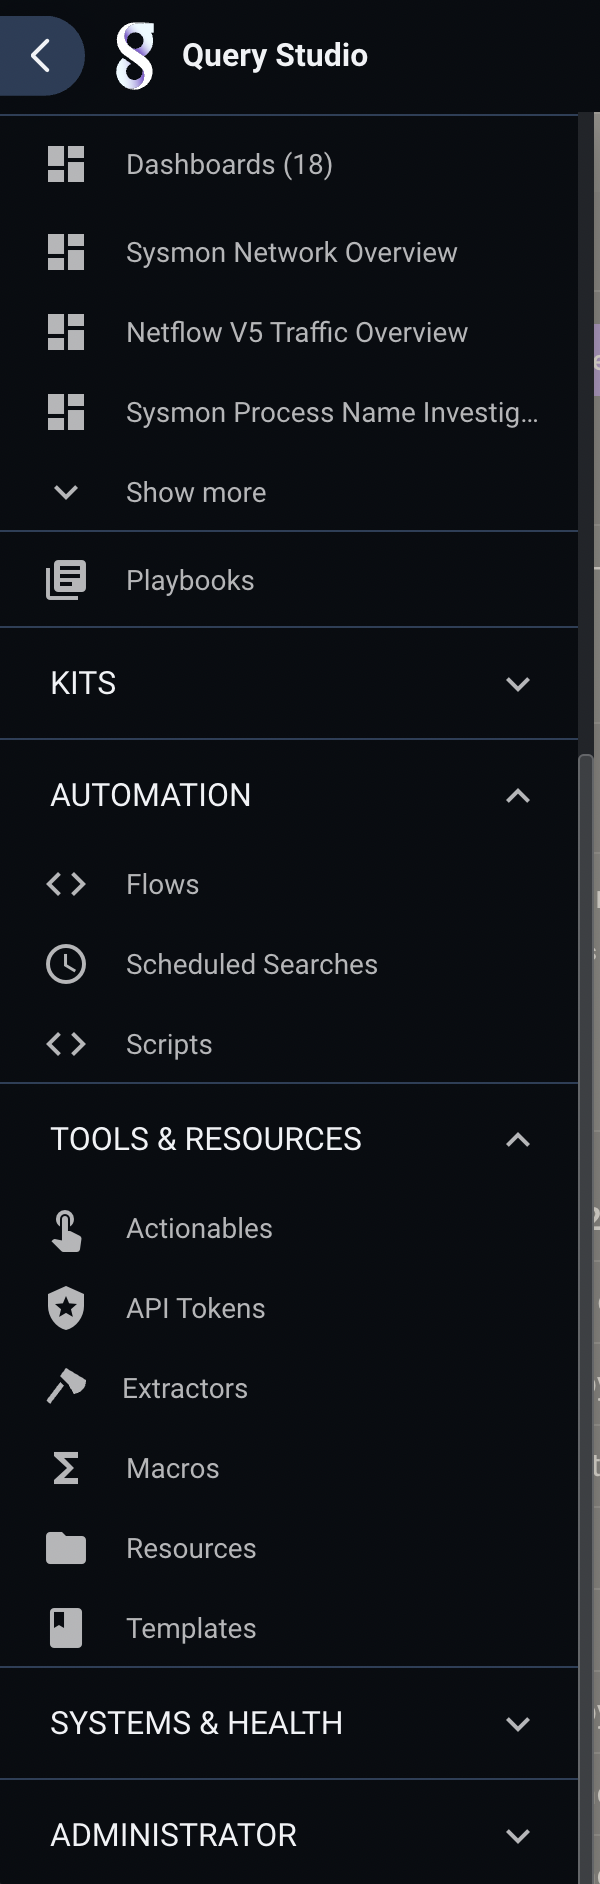 Query Studio
Dashboards (18)
Sysmon Network Overview
Netflow V5 Traffic Overview
Sysmon Process Name Investig...
Show more
Playbooks
KITS
AUTOMATION
Flows
Scheduled Searches
Scripts
TOOLS & RESOURCES
Actionables
API Tokens
Extractors
Macros
Resources
Templates
SYSTEMS & HEALTH
ADMINISTRATOR